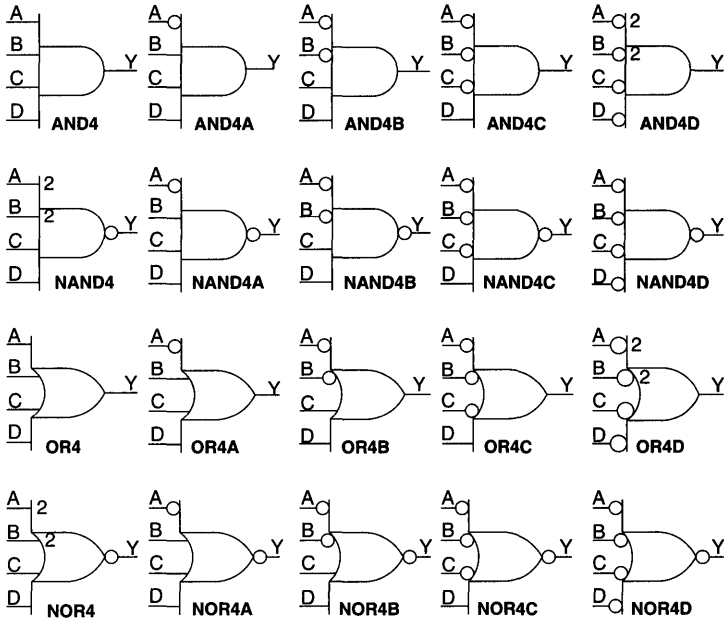 A A A A A 2
B Y B Y B Y B Y B 2 Y
C C C C C
D AND4 D AND4A D AND4B D AND4C D AND4D
A 2 A A A A
B 2 Y B Y B Y B Y B Y
C C C C C
D NAND4 D NAND4A D NAND4B D NAND4C D NAND4D
A A A A A 2
B Y B Y B Y B Y B 2 Y
C C C C C
D OR4 D OR4A D OR4B D OR4C D OR4D
A 2 A A A A
B 2 Y B Y B Y B Y B Y
C C C C C
D NOR4 D NOR4A D NOR4B D NOR4C D NOR4D